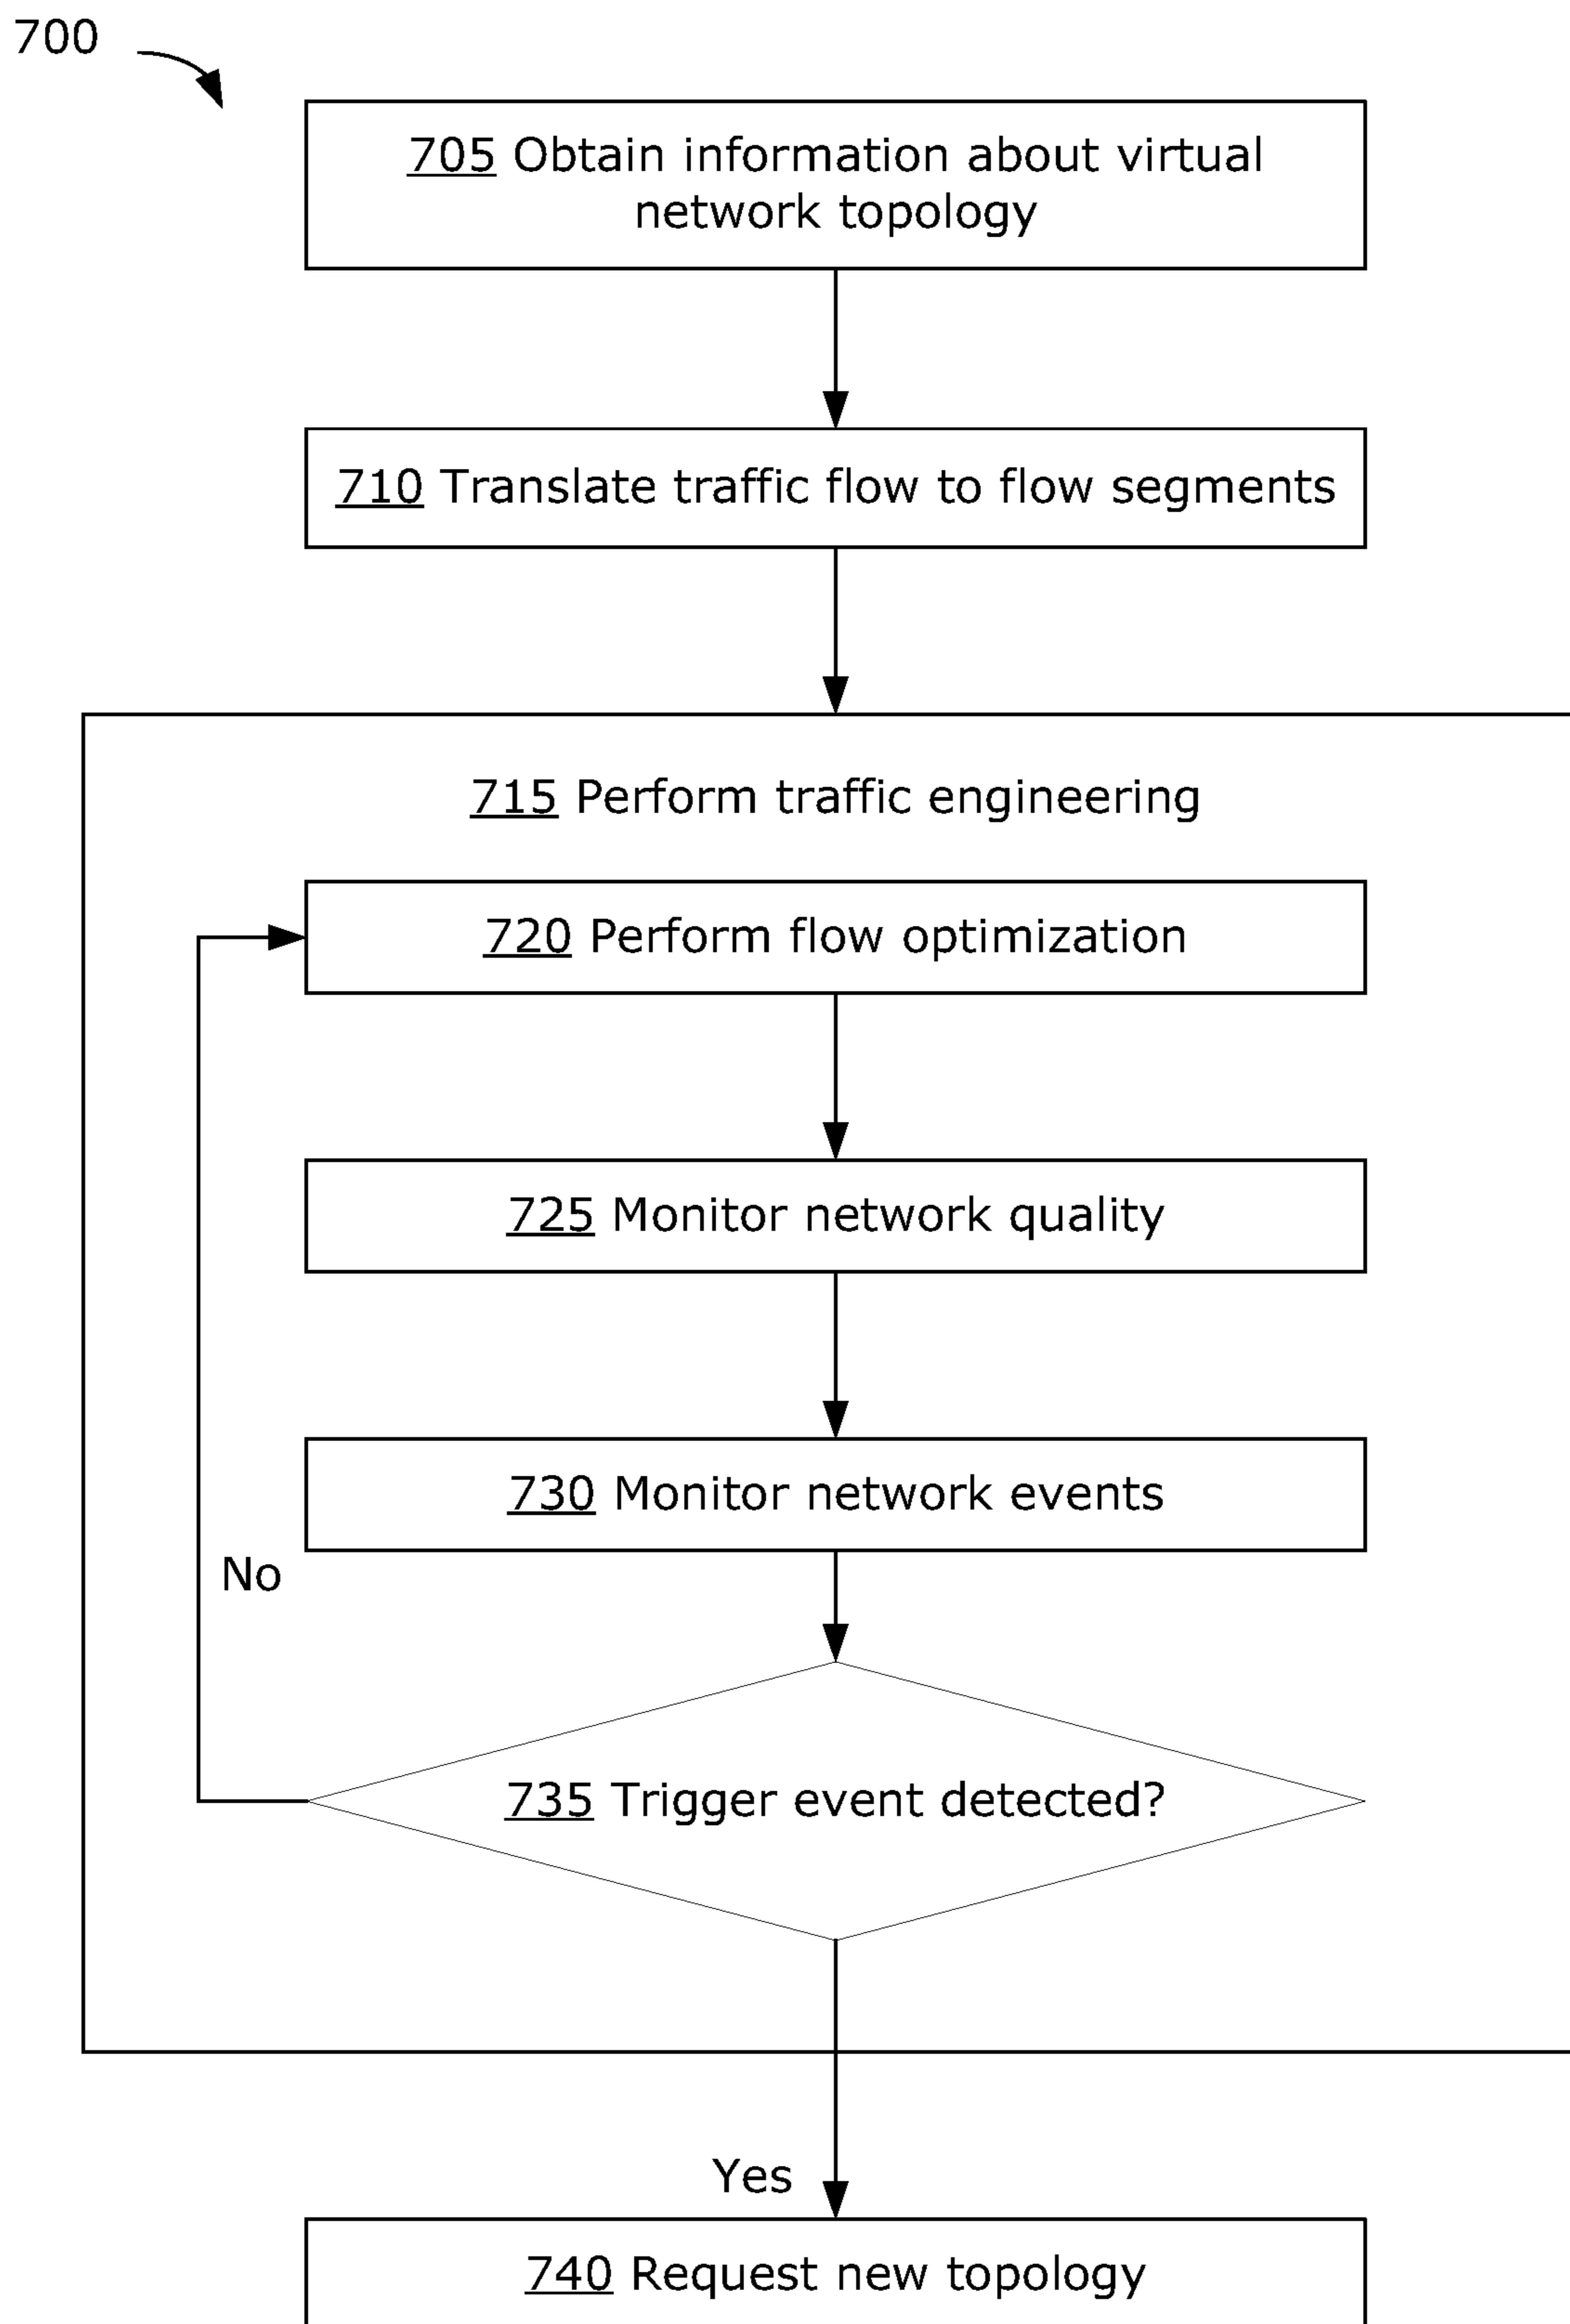 700
705 Obtain information about virtual
network topology
710 Translate traffic flow to flow segments
715 Perform traffic engineering
720 Perform flow optimization
725 Monitor network quality
730 Monitor network events
No
735 Trigger event detected?
Yes
740 Request new topology